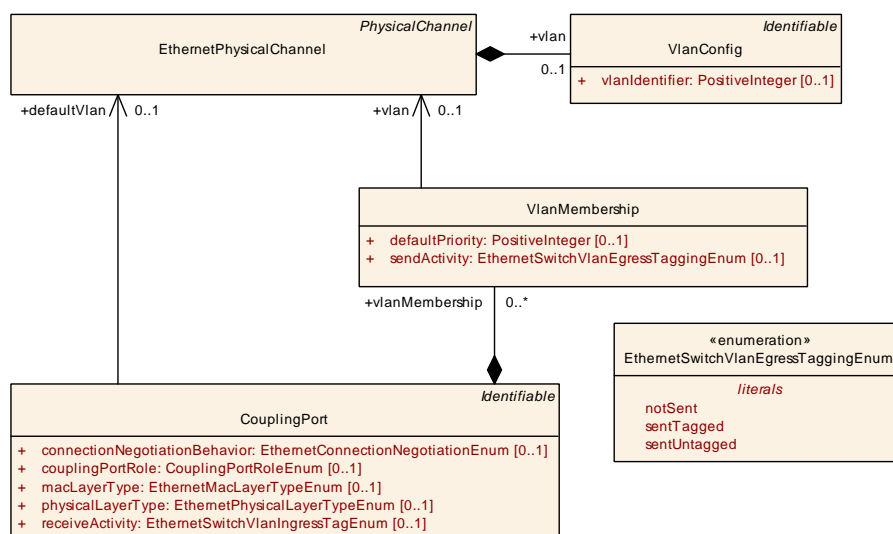 PhysicalChannel
EthernetPhysicalChannel
+vlan
0..1
Identifiable
VlanConfig
+ vlanIdentifier: PositiveInteger [0..1]
+defaultVlan
0..1
+vlan
0..1
VlanMembership
+ defaultPriority: PositiveInteger [0..1]
+ sendActivity: EthernetSwitchVlanEgressTaggingEnum [0..1]
+vlanMembership
0..*
«enumeration»
EthernetSwitchVlanEgressTaggingEnum
literals
notSent
sentTagged
sentUntagged
Identifiable
CouplingPort
+ connectionNegotiationBehavior: EthernetConnectionNegotiationEnum [0..1]
+ couplingPortRole: CouplingPortRoleEnum [0..1]
+ macLayerType: EthernetMacLayerTypeEnum [0..1]
+ physicalLayerType: EthernetPhysicalLayerTypeEnum [0..1]
+ receiveActivity: EthernetSwitchVlanIngressTagEnum [0..1]